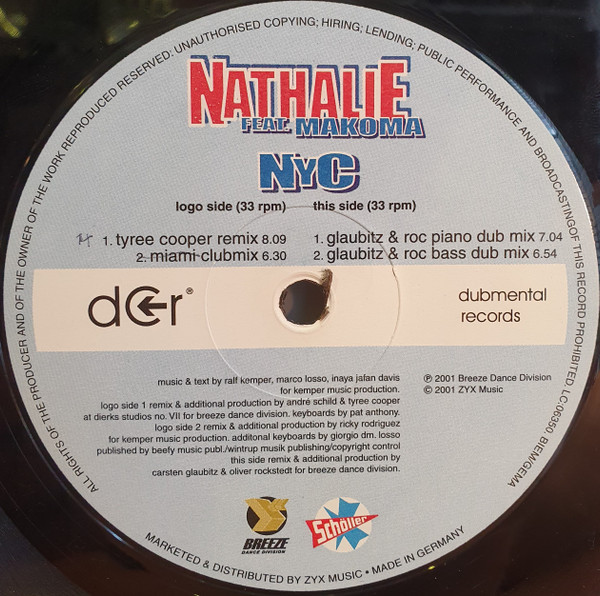 ALL RIGHTS OF THE PRODUCER AND OF THE OWNER OF THE WORK REPRODUCED RESERVED; UNAUTHORISED COPYING; HIRING; LENDING; PUBLIC PERFORMANCE AND BROADCASTING OF THIS RECORD PROHIBITED. LC:06350 BIEM/GEMA
NATHALIE
FEAT. MAKOMA
NYC
logo side (33 rpm) this side (33 rpm)
1. tyree cooper remix 8.09 1. glaubitz & roc piano dub mix 7.04
2. miami clubmix 6.30 2. glaubitz & roc bass dub mix 6.54
der® dubmental
records
music & text by ralf kemper, marco losso, inaya jafan davis
for kemper music production.
logo side 1 remix & additional production by andré schild & tyree cooper
at dierks studios no. VII for breeze dance division. keyboards by pat anthony.
logo side 2 remix & additional production by ricky rodriguez
for kemper music production. additonal keyboards by giorgio dm. losso
published by beefy music publ./wintrup musik publishing/copyright control
this side remix & additional production by
carsten glaubitz & oliver rockstedt for breeze dance division.
℗ 2001 Breeze Dance Division
© 2001 ZYX Music
BREEZE
DANCE DIVISION
Schöller
MARKETED & DISTRIBUTED BY ZYX MUSIC • MADE IN GERMANY